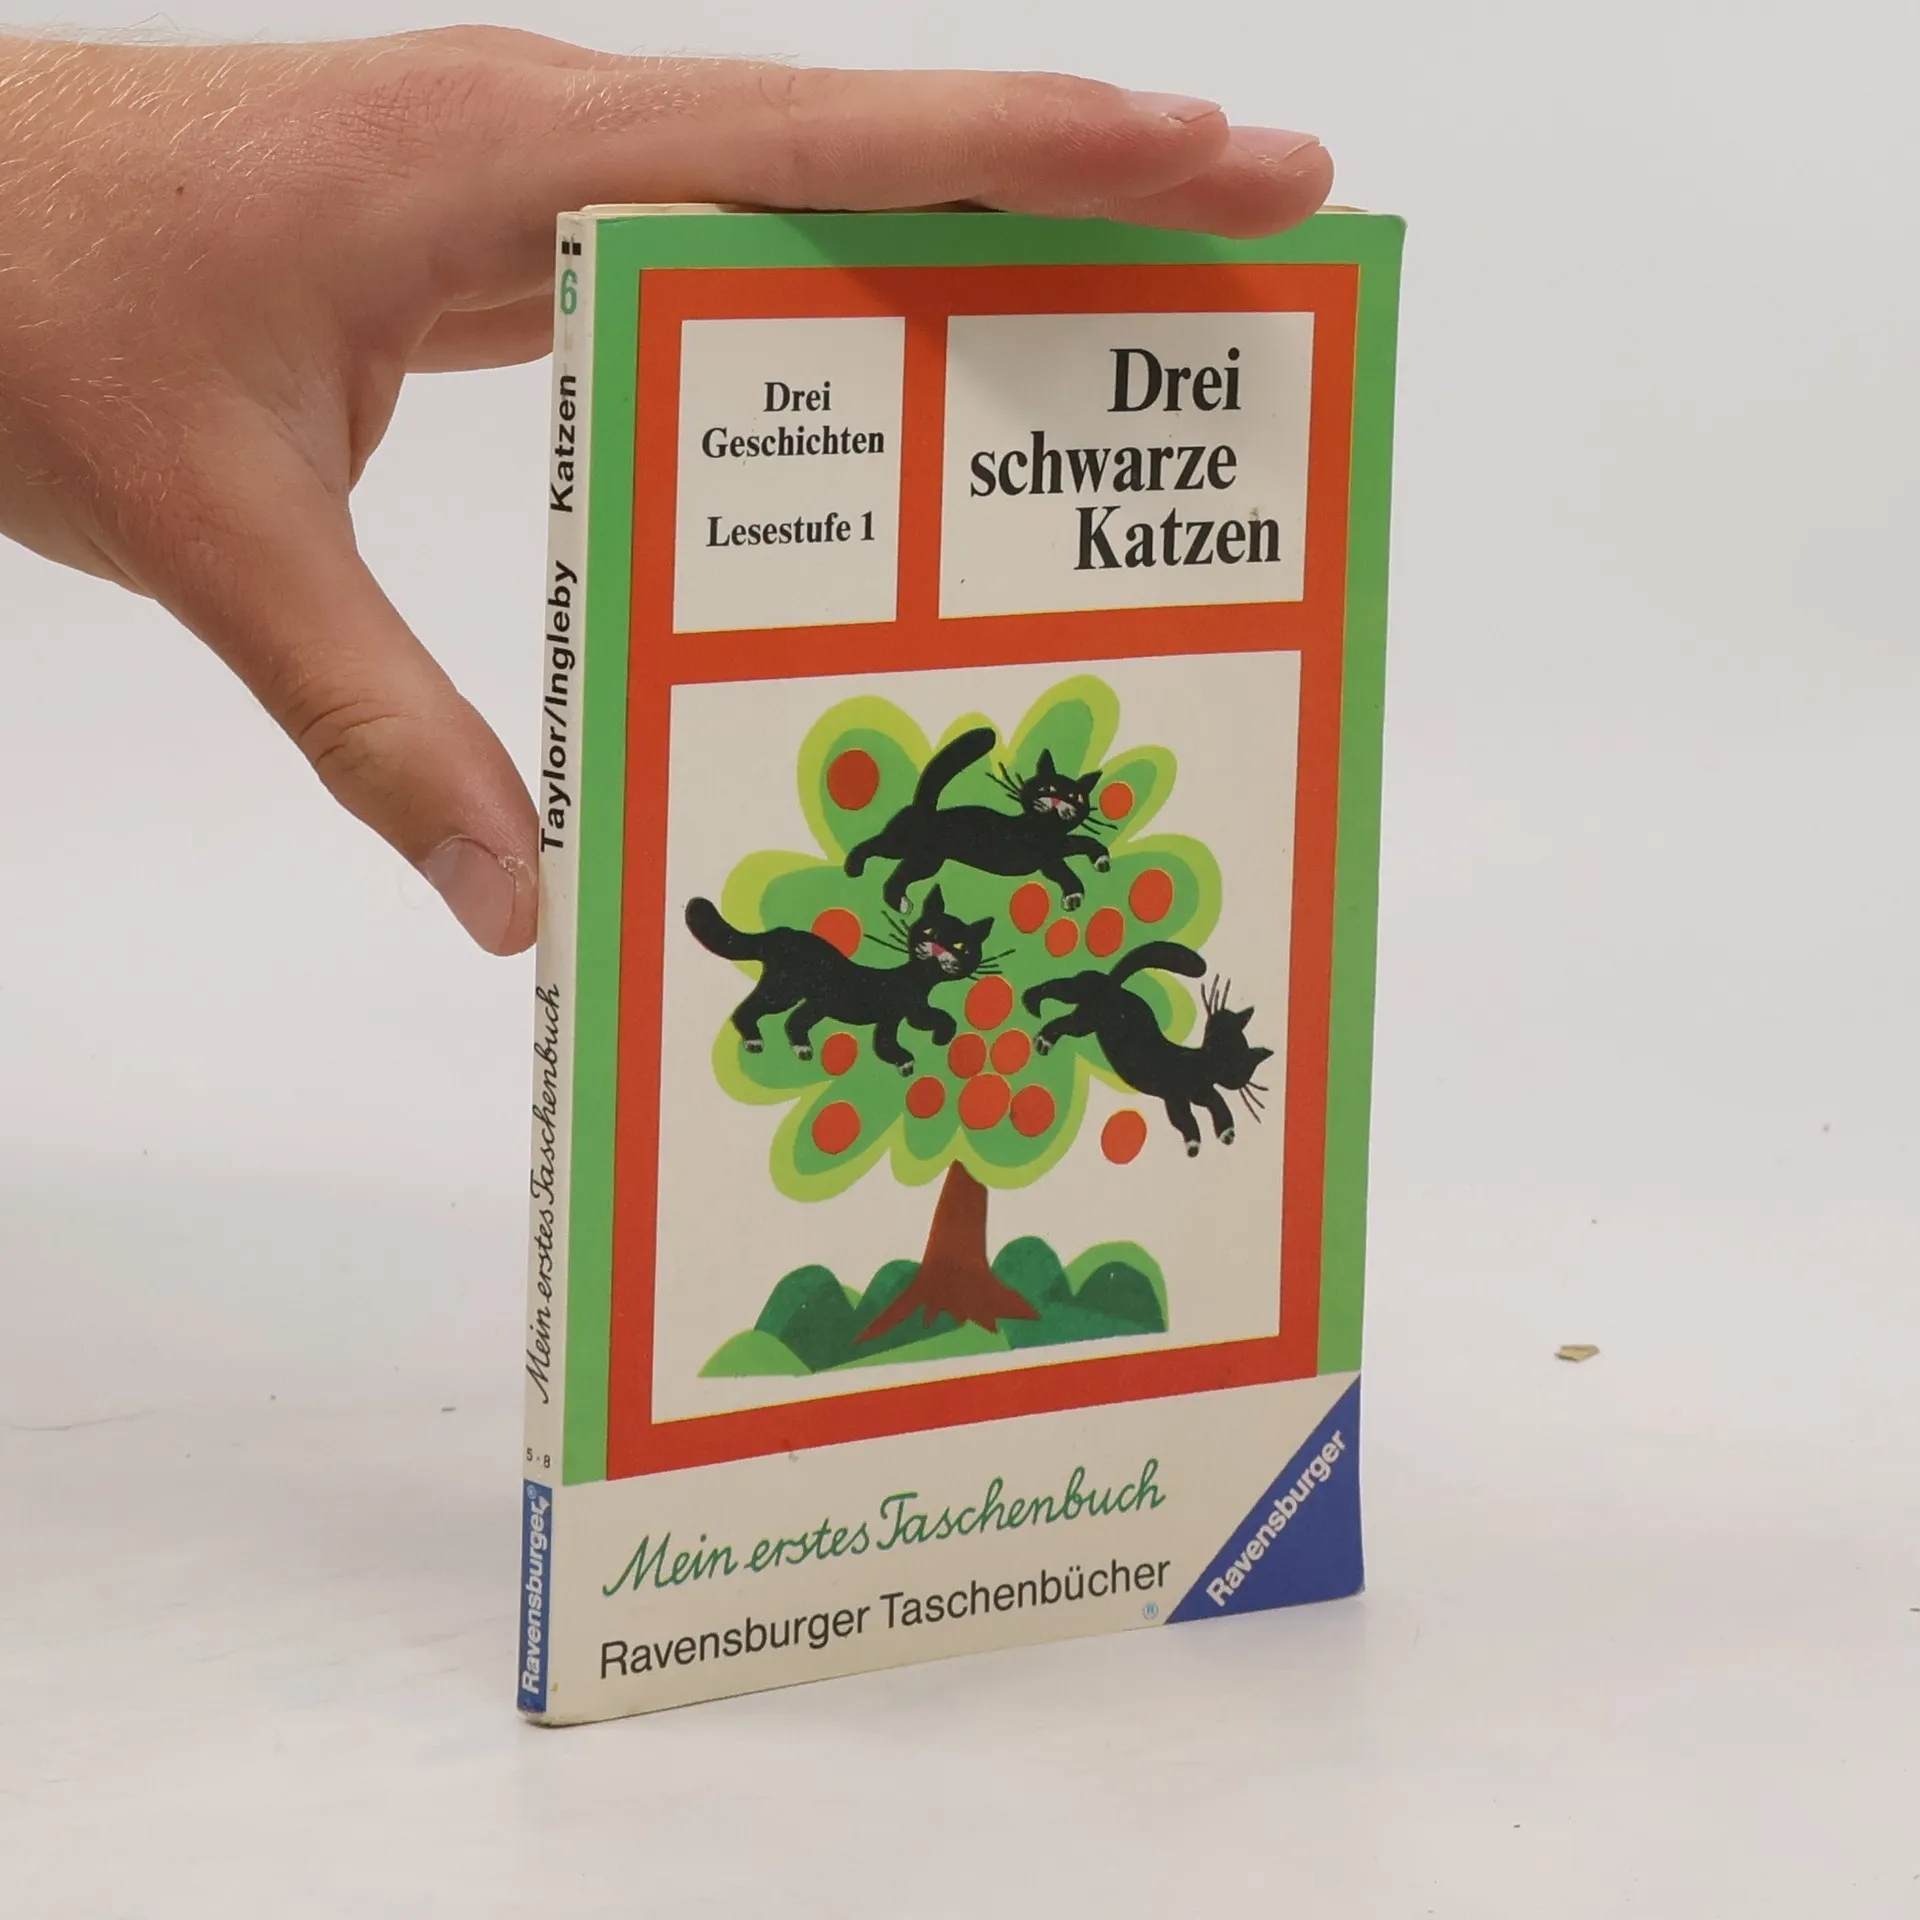 Drei
Geschichten
Lesestufe 1
Drei
schwarze
Katzen
Mein erstes Taschenbuch
Ravensburger Taschenbücher
®
Ravensburger
6
Taylor/Ingleby Katzen
Mein erstes Taschenbuch
5-8
Ravensburger®